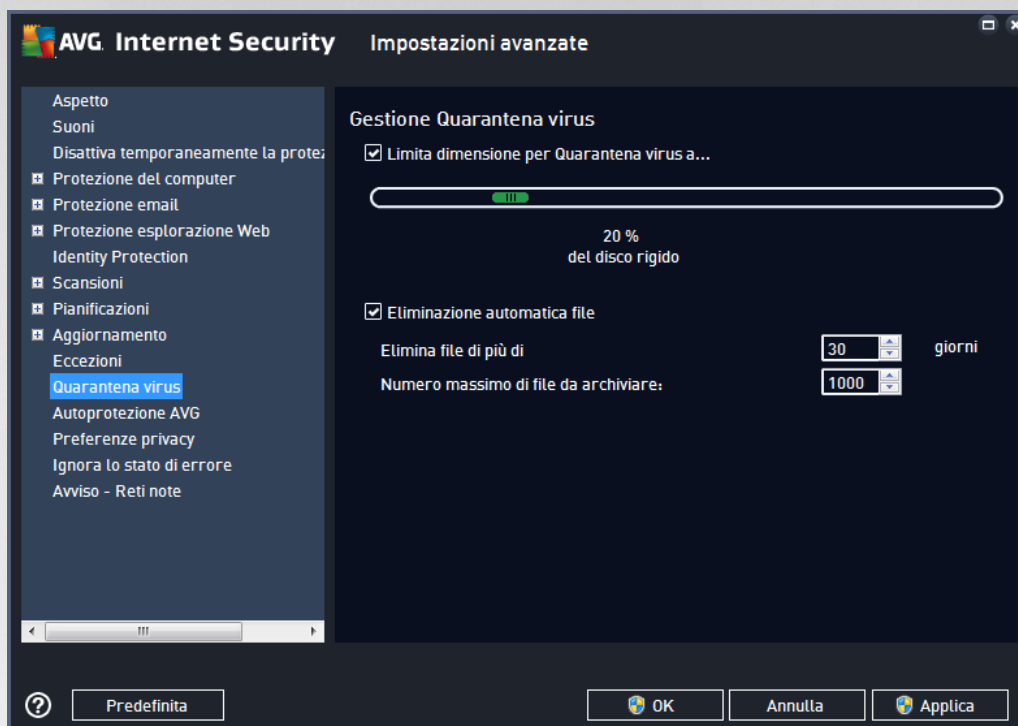 AVG. Internet Security Impostazioni avanzate
Aspetto
Suoni
Disattiva temporaneamente la protez
Protezione del computer
Protezione email
Protezione esplorazione Web
Identity Protection
Scansioni
Pianificazioni
Aggiornamento
Eccezioni
Quarantena virus
Autoprotezione AVG
Preferenze privacy
Ignora lo stato di errore
Avviso - Reti note
Gestione Quarantena virus
Limita dimensione per Quarantena virus a...
20 %
del disco rigido
Eliminazione automatica file
Elimina file di più di 30 giorni
Numero massimo di file da archiviare: 1000
? Predefinita OK Annulla Applica